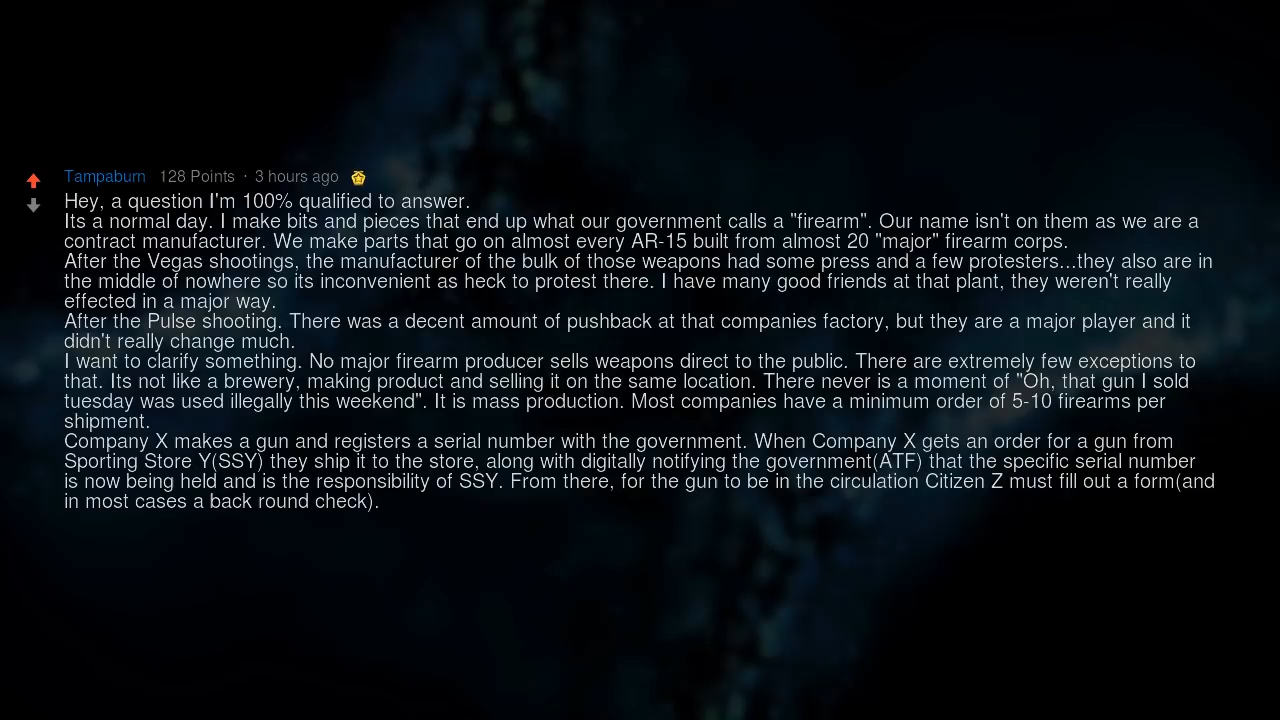 Tampaburn 128 Points · 3 hours ago
Hey, a question I'm 100% qualified to answer.
Its a normal day. I make bits and pieces that end up what our government calls a "firearm". Our name isn't on them as we are a
contract manufacturer. We make parts that go on almost every AR-15 built from almost 20 "major" firearm corps.
After the Vegas shootings, the manufacturer of the bulk of those weapons had some press and a few protesters...they also are in
the middle of nowhere so its inconvenient as heck to protest there. I have many good friends at that plant, they weren't really
effected in a major way.
After the Pulse shooting. There was a decent amount of pushback at that companies factory, but they are a major player and it
didn't really change much.
I want to clarify something. No major firearm producer sells weapons direct to the public. There are extremely few exceptions to
that. Its not like a brewery, making product and selling it on the same location. There never is a moment of "Oh, that gun I sold
tuesday was used illegally this weekend". It is mass production. Most companies have a minimum order of 5-10 firearms per
shipment.
Company X makes a gun and registers a serial number with the government. When Company X gets an order for a gun from
Sporting Store Y(SSY) they ship it to the store, along with digitally notifying the government(ATF) that the specific serial number
is now being held and is the responsibility of SSY. From there, for the gun to be in the circulation Citizen Z must fill out a form(and
in most cases a back round check).